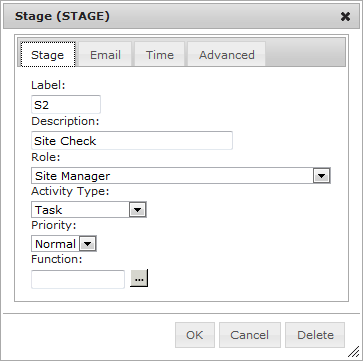 Stage (STAGE)
Stage Email Time Advanced
Label:
S2
Description:
Site Check
Role:
Site Manager
Activity Type:
Task
Priority:
Normal
Function:
...
OK Cancel Delete